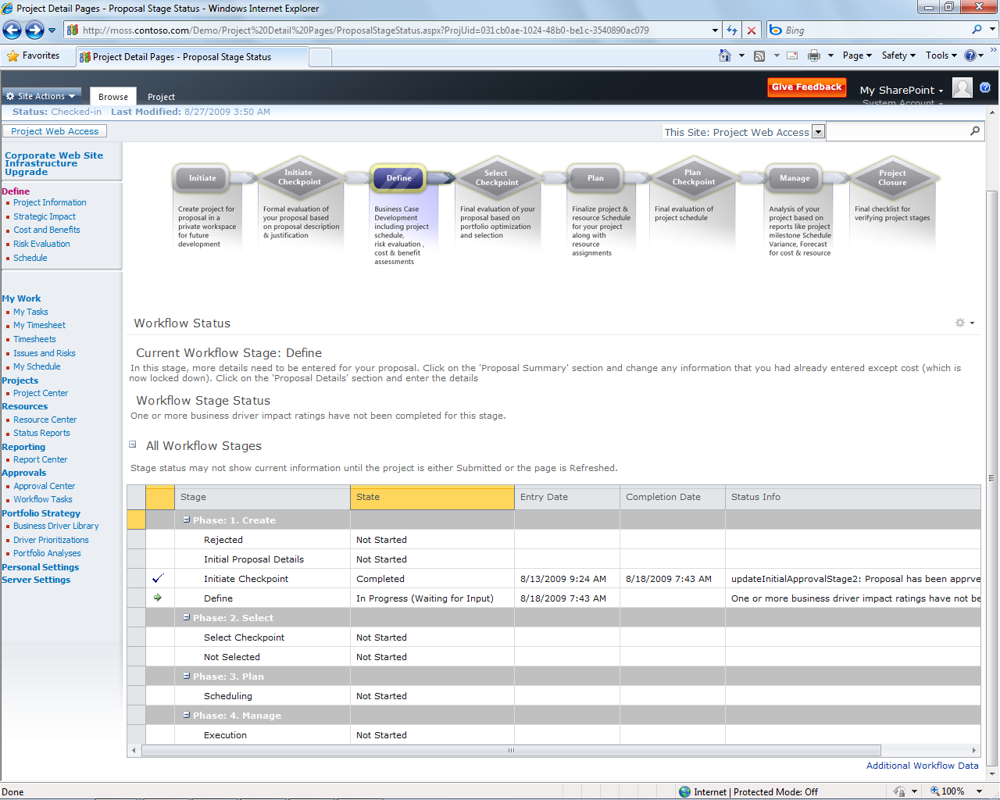 Project Detail Pages - Proposal Stage Status - Windows Internet Explorer
http://moss.contoso.com/Demo/Project%20Detail%20Pages/ProposalStageStatus.aspx?ProjUid=031cb0ae-1024-48b0-be1c-3540890ac079
Bing
Favorites
Project Detail Pages - Proposal Stage Status
Page
Safety
Tools
Site Actions
Browse
Project
Give Feedback
My SharePoint
System Account
Status: Checked-in Last Modified: 8/27/2009 3:50 AM
Project Web Access
This Site: Project Web Access
Corporate Web Site
Infrastructure
Upgrade
Define
Project Information
Strategic Impact
Cost and Benefits
Risk Evaluation
Schedule
My Work
My Tasks
My Timesheet
Timesheets
Issues and Risks
My Schedule
Projects
Project Center
Resources
Resource Center
Status Reports
Reporting
Report Center
Approvals
Approval Center
Workflow Tasks
Portfolio Strategy
Business Driver Library
Driver Prioritizations
Portfolio Analyses
Personal Settings
Server Settings
Initiate
Create project for
proposal in a
private workspace
for future
development
Initiate
Checkpoint
Formal evaluation of
your proposal based
on proposal description
& justification
Define
Business Case
Development
including project
schedule,
risk evaluation ,
cost & benefit
assessments
Select
Checkpoint
Final evaluation of your
proposal based on
portfolio optimization
and selection
Plan
Finalize project &
resource Schedule
for your project
along with
resource
assignments
Plan
Checkpoint
Final evaluation of
project schedule
Manage
Analysis of your
project based on
reports like project
milestone Schedule
Variance, Forecast
for cost & resource
Project
Closure
Final checklist for
verifying project stages
Workflow Status
Current Workflow Stage: Define
In this stage, more details need to be entered for your proposal. Click on the 'Proposal Summary' section and change any information that you had already entered except cost (which is
now locked down). Click on the 'Proposal Details' section and enter the details
Workflow Stage Status
One or more business driver impact ratings have not been completed for this stage.
All Workflow Stages
Stage status may not show current information until the project is either Submitted or the page is Refreshed.
Stage State Entry Date Completion Date Status Info
Phase: 1. Create
Rejected Not Started
Initial Proposal Details Not Started
Initiate Checkpoint Completed 8/13/2009 9:24 AM 8/18/2009 7:43 AM updateInitialApprovalStage2: Proposal has been apprve
Define In Progress (Waiting for Input) 8/18/2009 7:43 AM One or more business driver impact ratings have not be
Phase: 2. Select
Select Checkpoint Not Started
Not Selected Not Started
Phase: 3. Plan
Scheduling Not Started
Phase: 4. Manage
Execution Not Started
Additional Workflow Data
Done
Internet | Protected Mode: Off
100%